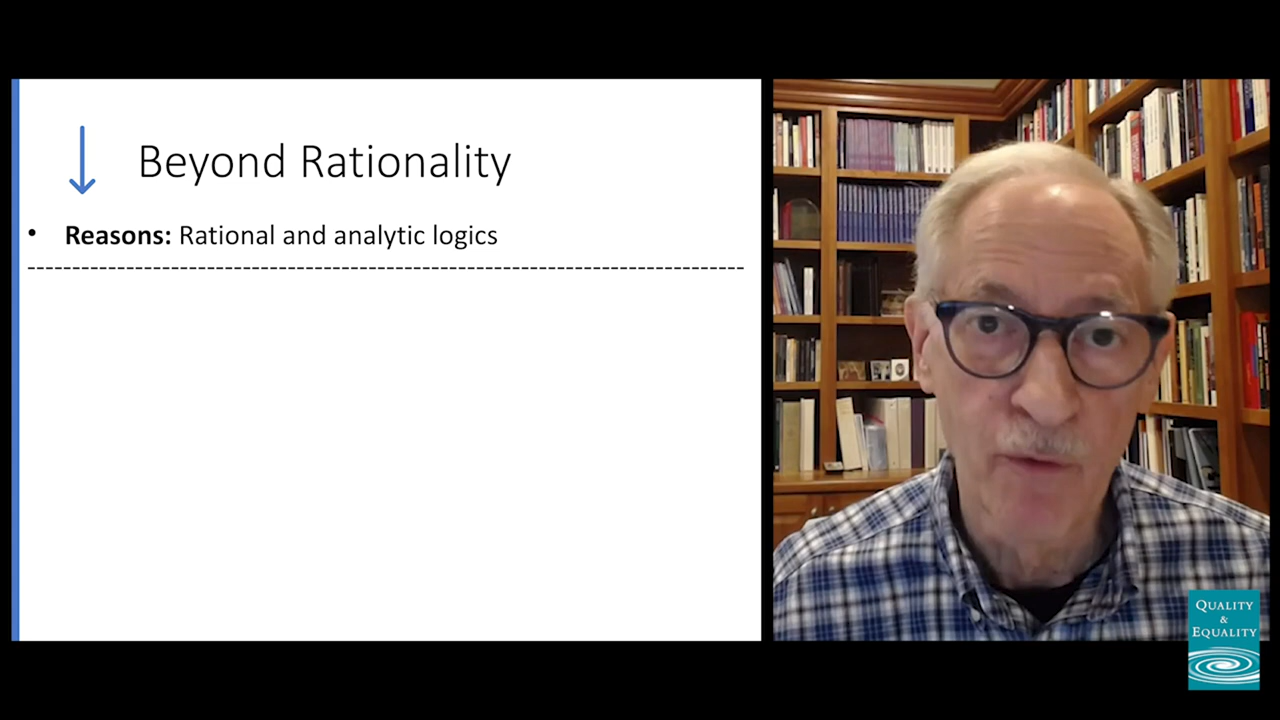 Beyond Rationality
• Reasons: Rational and analytic logics
QUALITY
&
EQUALITY